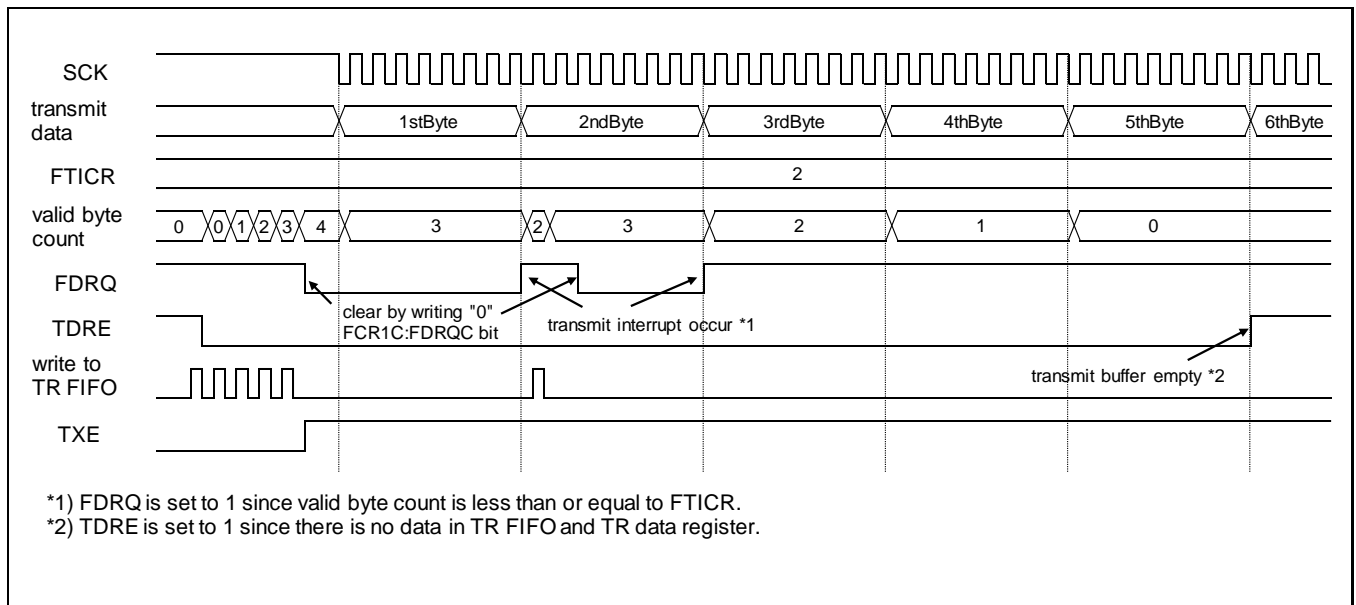 SCK
transmit
data
1stByte 2ndByte 3rdByte 4thByte 5thByte 6thByte
FTICR
2
valid byte
count
0 0 1 2 3 4 3 2 3 2 1 0
FDRQ
clear by writing "0"
FCR1C:FDRQC bit
transmit interrupt occur *1
TDRE
write to
TR FIFO
transmit buffer empty *2
TXE
*1) FDRQ is set to 1 since valid byte count is less than or equal to FTICR.
*2) TDRE is set to 1 since there is no data in TR FIFO and TR data register.